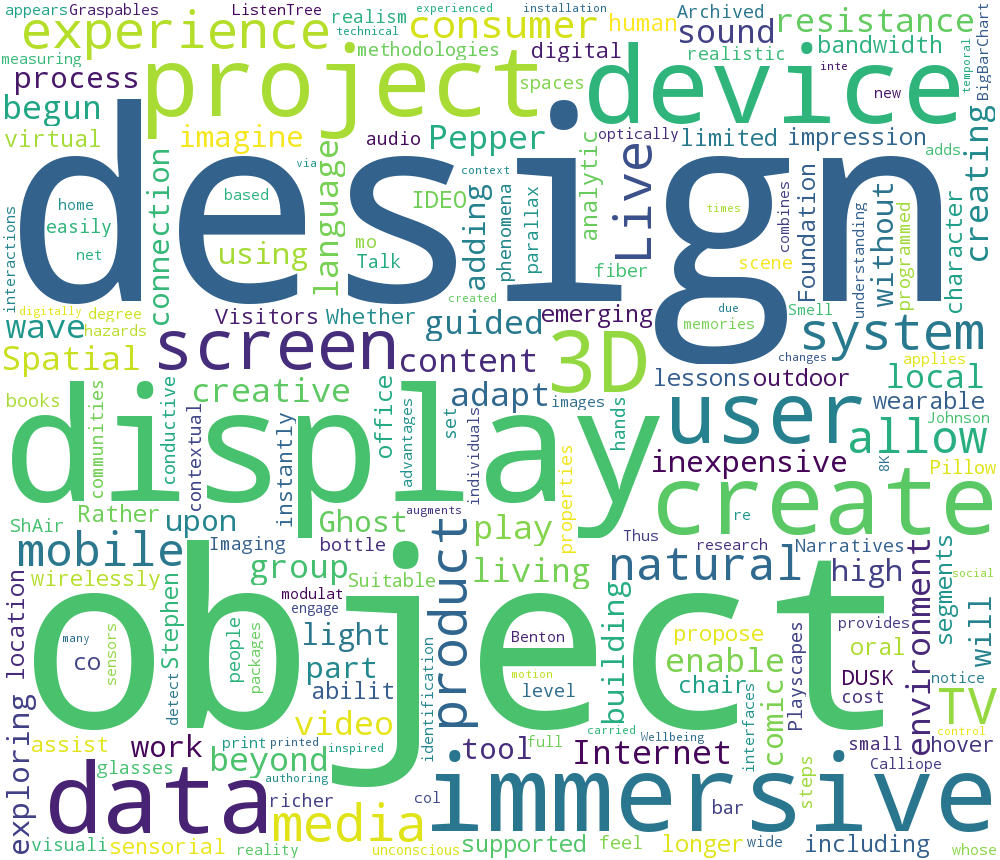 appears
Graspables
experienced
installation
ListenTree
technical
experience
measuring
realism
methodologies
consumer
human
Archived
sound
realistic
resistance
bandwidth
temporal
BigBarChart
process
project
digital
spaces
device
inte
new
begun
virtual
imagine
audio
Pepper
optically
limited
impression
adds
creating
design
connection
via
language
context
IDEO
adding
phenomena
parallax
analytic
Live
times
combines
Foundation
understanding
without
programmed
character
home
easily
net
based
using
mo
Talk
fiber
scene
interactions
digitally
degree
hazards
wave
Visitors
Whether
created
guided
emerging
due
memories
Smell
system
Spatial
screen
content
3D
changes
applies
lessons
outdoor
local
books
communities
creative
conductive
contextual
instantly
office
advantages
adapt
set
images
individuals
hands
user
wearable
Johnson
allow
display
properties
inexpensive
8K
Pillow
ShAir
Rather
upon
Ghost
augments
play
create
re
mobile
Imaging
bottle
product
Thus
research
Narratives
natural
high
environment
segments
social
wirelessly
group
Suitable
living
building
modulat
engage
object
many
co
sensors
Stephen
detect
people
packages
light
part
abilit
identification
Benton
motion
level
propose
enable
chair
interfaces
comic
Playscapes
provides
oral
will
DUSK
cost
notice
TV
control
exploring
location
video
assist
work
print
printed
inspired
beyond
authoring
glasses
tool
full
carried
Wellbeing
Internet
steps
small
hover
Calliope
data
richer
media
col
immersive
bar
visuali
sensorial
reality
unconscious
supported
feel
longer
wide
including
whose